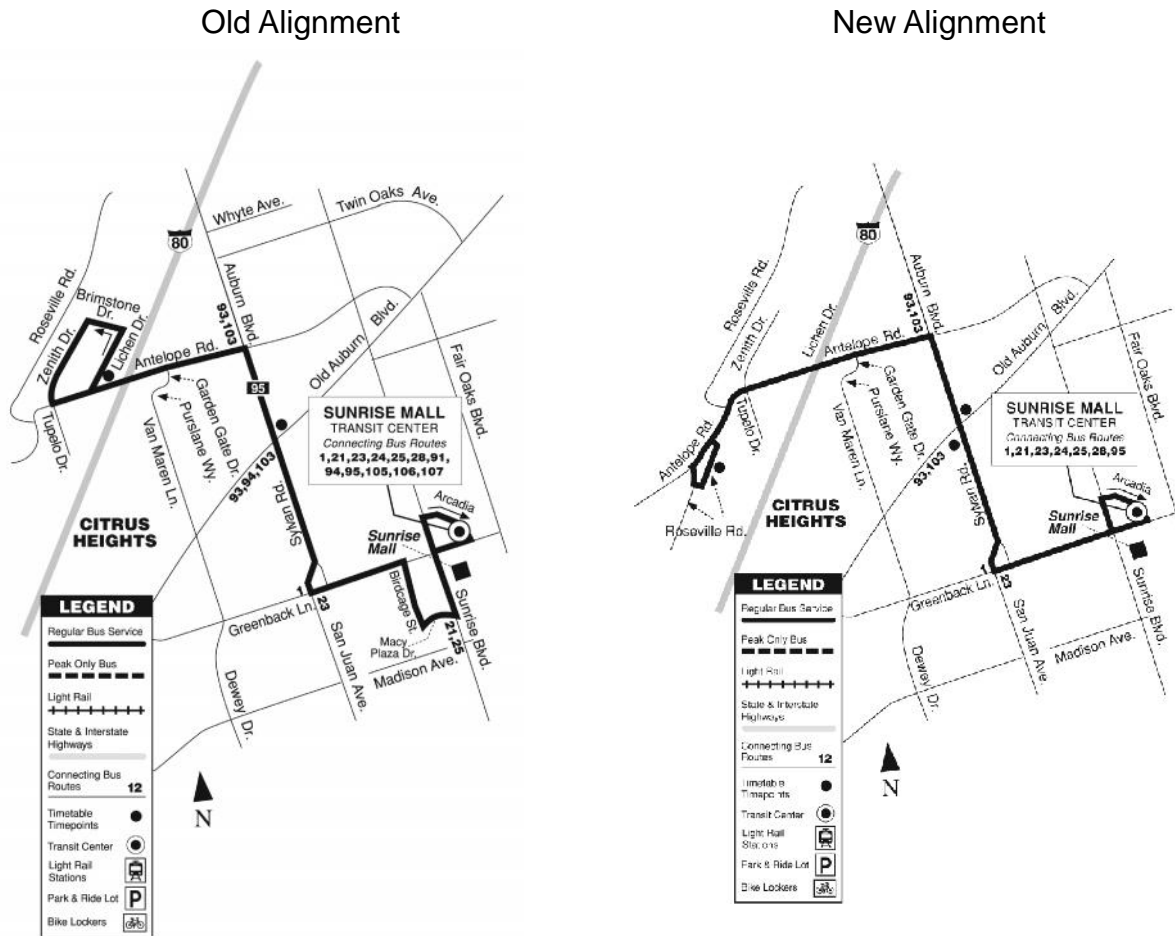 Old Alignment
New Alignment
80
Whyte Ave.
Twin Oaks Ave.
Roseville Rd.
Brimstone
Dr.
Zenith Dr.
Lichen Dr.
Auburn Blvd.
93,103
Antelope Rd.
Old Auburn Blvd.
Fair Oaks Blvd.
95
Tupelo Dr.
Garden Gate Dr.
Purslane Wy.
Van Maren Ln.
93,94,103
Sylvan Rd.
SUNRISE MALL
TRANSIT CENTER
Connecting Bus Routes
1,21,23,24,25,28,91,
94,95,105,106,107
CITRUS
HEIGHTS
Arcadia
Sunrise
Mall
Birdcage St.
1
23
Greenback Ln.
Macy
Plaza Dr.
21,25
Sunrise Blvd.
San Juan Ave.
Madison Ave.
Dewey Dr.
N
LEGEND
Regular Bus Service
Peak Only Bus
Light Rail
State & Interstate
Highways
Connecting Bus
Routes 12
Timetable
Timepoints
Transit Center
Light Rail
Stations
Park & Ride Lot P
Bike Lockers
80
Roseville Rd.
Zenith Dr.
Lichen Dr.
Auburn Blvd.
93,103
Antelope Rd.
Old Auburn Blvd.
Fair Oaks Blvd.
Tupelo Dr.
Garden Gate Dr.
Purslane Wy.
Van Maren Ln.
Antelope Rd.
93,103
Sylvan Rd.
SUNRISE MALL
TRANSIT CENTER
Connecting Bus Routes
1,21,23,24,25,28,95
Roseville Rd.
CITRUS
HEIGHTS
Arcadia
Sunrise
Mall
1
23
Greenback Ln.
Sunrise Blvd.
San Juan Ave.
Madison Ave.
Dewey Dr.
N
LEGEND
Regular Bus Service
Peak Only Bus
Light Rail
State & Interstate
Highways
Connecting Bus
Routes 12
Timetable
Timepoints
Transit Center
Light Rail
Stations
Park & Ride Lot P
Bike Lockers